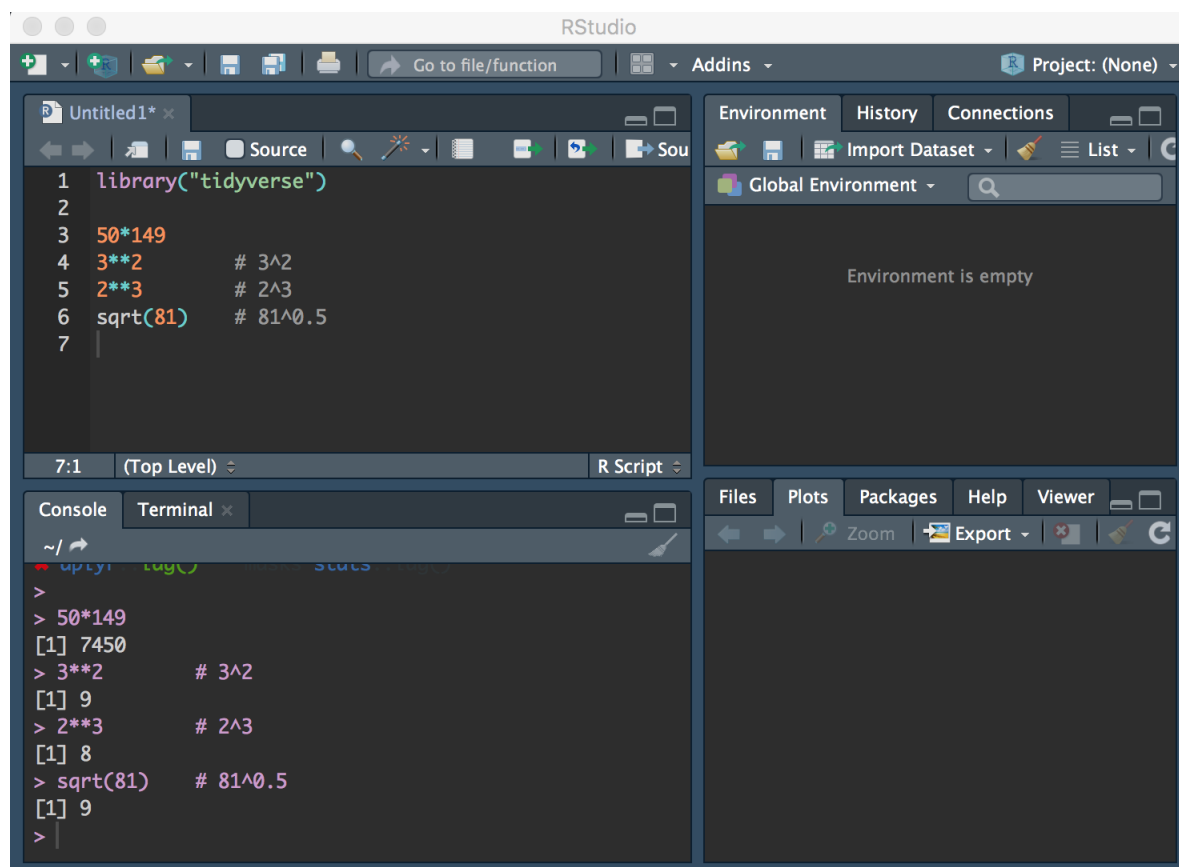 RStudio
Go to file/function
Addins
Project: (None)
Untitled1*
Source
Sou
1 library("tidyverse")
2
3 50*149
4 3**2 # 3^2
5 2**3 # 2^3
6 sqrt(81) # 81^0.5
7
7:1 (Top Level) R Script
Console Terminal
~/
>
> 50*149
[1] 7450
> 3**2 # 3^2
[1] 9
> 2**3 # 2^3
[1] 8
> sqrt(81) # 81^0.5
[1] 9
>
Environment History Connections
Import Dataset List
Global Environment
Environment is empty
Files Plots Packages Help Viewer
Zoom Export